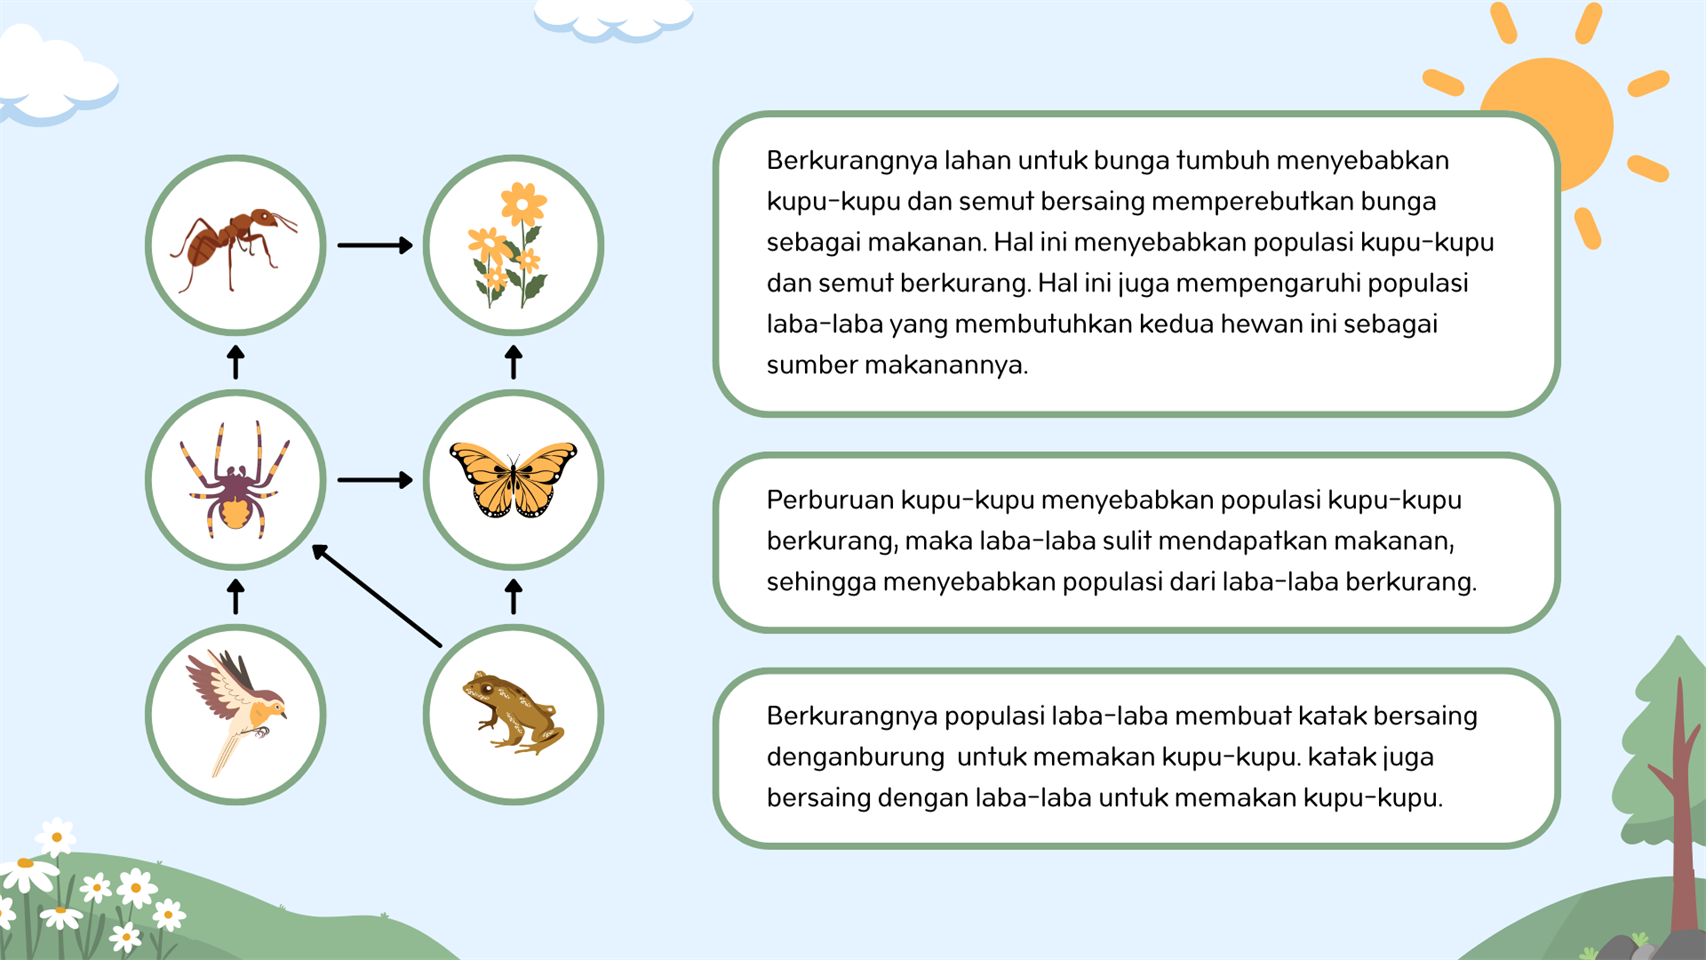 Berkurangnya lahan untuk bunga tumbuh menyebabkan
kupu-kupu dan semut bersaing memperebutkan bunga
sebagai makanan. Hal ini menyebabkan populasi kupu-kupu
dan semut berkurang. Hal ini juga mempengaruhi populasi
laba-laba yang membutuhkan kedua hewan ini sebagai
sumber makanannya.
Perburuan kupu-kupu menyebabkan populasi kupu-kupu
berkurang, maka laba-laba sulit mendapatkan makanan,
sehingga menyebabkan populasi dari laba-laba berkurang.
Berkurangnya populasi laba-laba membuat katak bersaing
denganburung  untuk memakan kupu-kupu. katak juga
bersaing dengan laba-laba untuk memakan kupu-kupu.